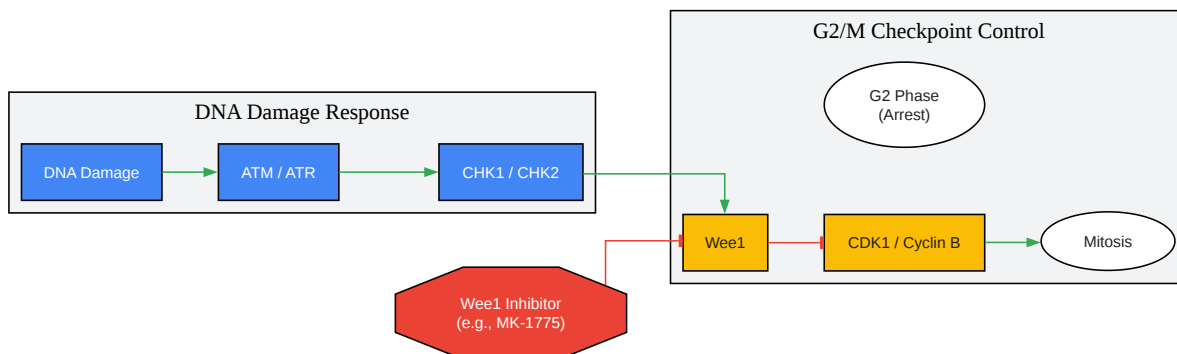 G2/M Checkpoint Control
G2 Phase
(Arrest)
DNA Damage Response
DNA Damage
ATM / ATR
CHK1 / CHK2
Wee1
CDK1 / Cyclin B
Mitosis
Wee1 Inhibitor
(e.g., MK-1775)